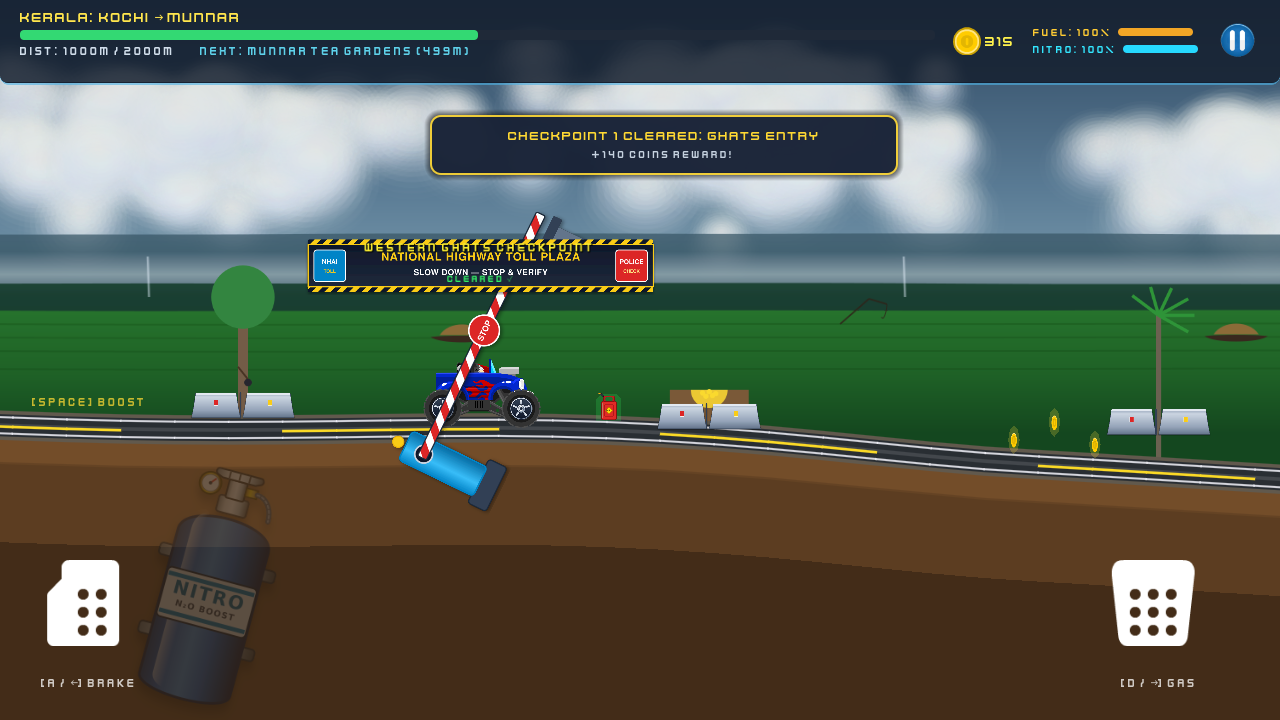 KERALA: KOCHI → MUNNAR
DIST: 1000M / 2000M
NEXT: MUNNAR TEA GARDENS (499M)
315
FUEL: 100%
NITRO: 100%
CHECKPOINT 1 CLEARED: GHATS ENTRY
+140 COINS REWARD!
WESTERN GHATS CHECKPOINT
NATIONAL HIGHWAY TOLL PLAZA
SLOW DOWN — STOP & VERIFY
CLEARED ✓
NHAI
TOLL
POLICE
CHECK
STOP
[SPACE] BOOST
NITRO
N₂O BOOST
[A / ←] BRAKE
[D / →] GAS